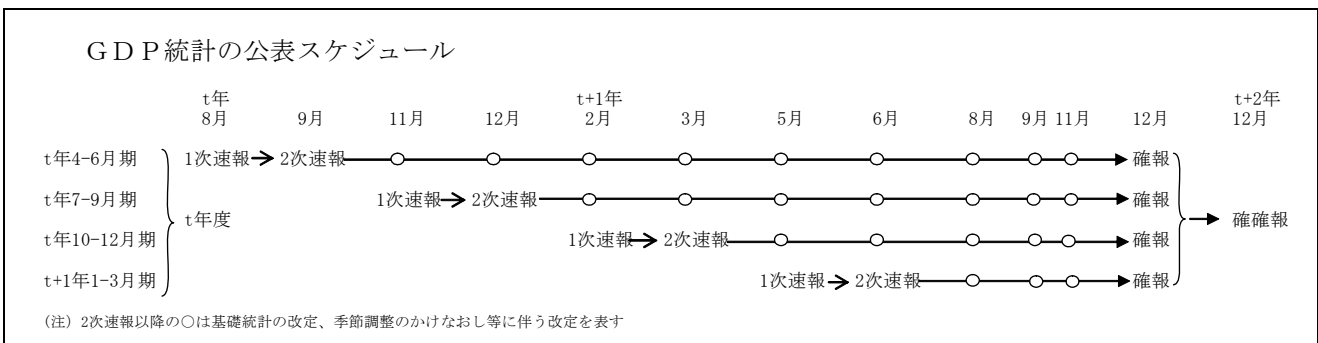 ＧＤＰ統計の公表スケジュール
t年 t+1年 t+2年
8月 9月 11月 12月 2月 3月 5月 6月 8月 9月 11月 12月 12月
t年4-6月期 1次速報 2次速報 確報
t年7-9月期 1次速報 2次速報 確報
t年度 確確報
t年10-12月期 1次速報 2次速報 確報
t+1年1-3月期 1次速報 2次速報 確報
(注) 2次速報以降の○は基礎統計の改定、季節調整のかけなおし等に伴う改定を表す